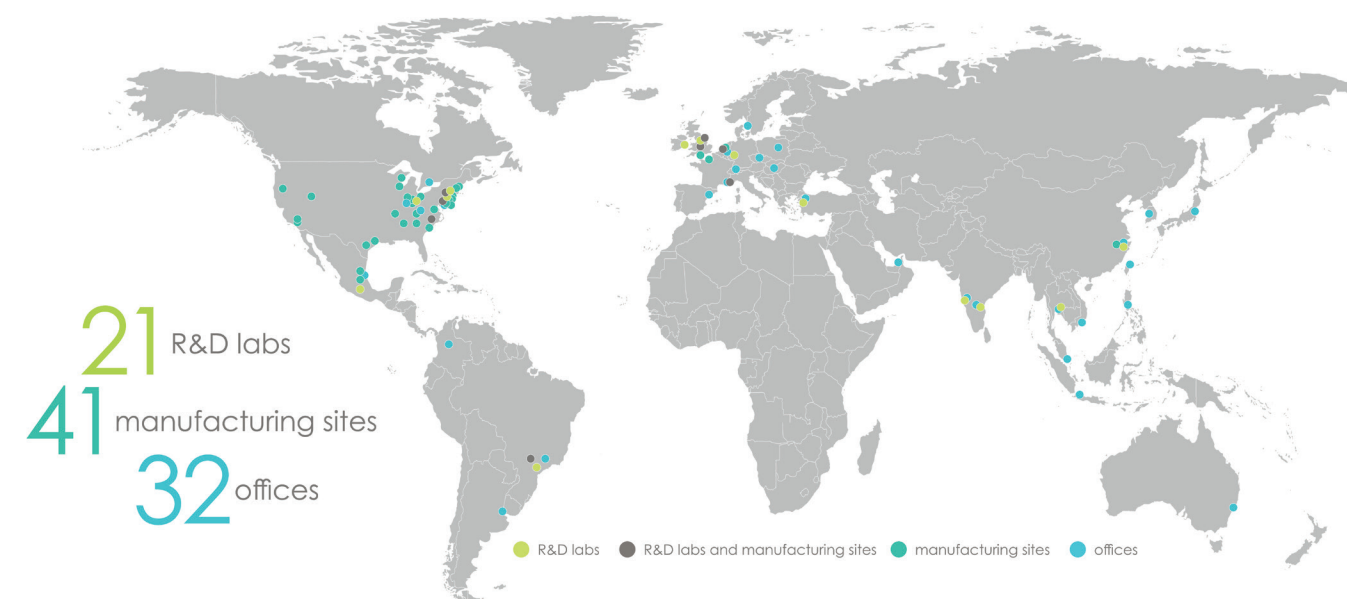 21 R&D labs
41 manufacturing sites
32 offices
R&D labs R&D labs and manufacturing sites manufacturing sites offices